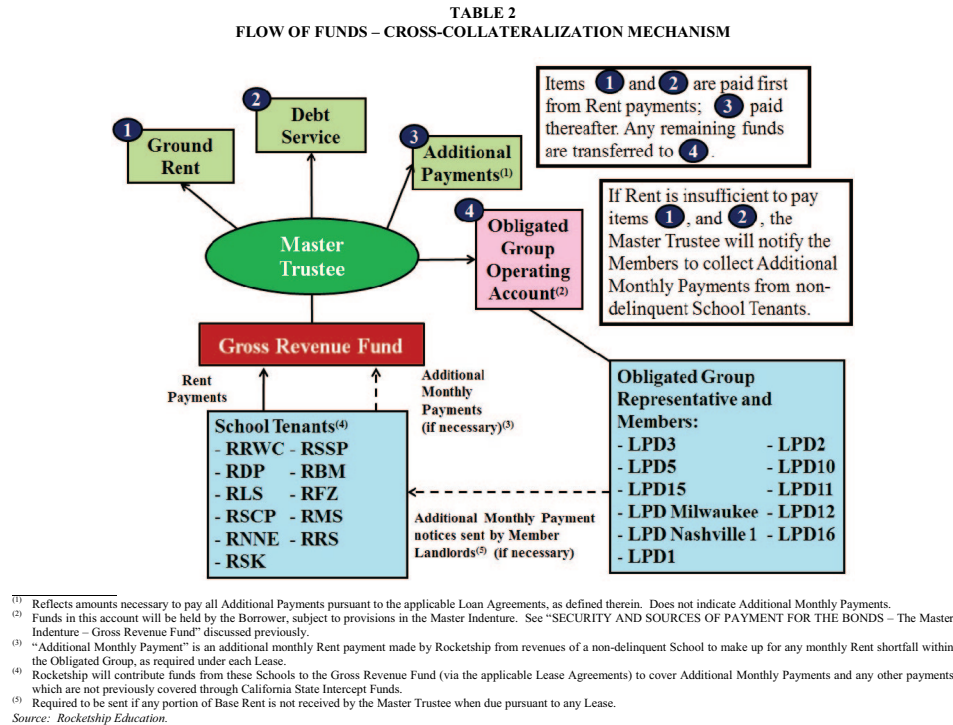 TABLE 2
FLOW OF FUNDS – CROSS-COLLATERALIZATION MECHANISM
1
Ground
Rent
2
Debt
Service
3
Additional
Payments(1)
Items 1 and 2 are paid first
from Rent payments; 3 paid
thereafter. Any remaining funds
are transferred to 4 .
4
Obligated
Group
Operating
Account(2)
If Rent is insufficient to pay
items 1 , and 2 , the
Master Trustee will notify the
Members to collect Additional
Monthly Payments from non-
delinquent School Tenants.
Master
Trustee
Gross Revenue Fund
Rent
Payments
Additional
Monthly
Payments
(if necessary)(3)
School Tenants(4)
- RRWC - RSSP
- RDP - RBM
- RLS - RFZ
- RSCP - RMS
- RNNE - RRS
- RSK
Additional Monthly Payment
notices sent by Member
Landlords(5) (if necessary)
Obligated Group
Representative and
Members:
- LPD3 - LPD2
- LPD5 - LPD10
- LPD15 - LPD11
- LPD Milwaukee - LPD12
- LPD Nashville 1 - LPD16
- LPD1
(1) Reflects amounts necessary to pay all Additional Payments pursuant to the applicable Loan Agreements, as defined therein. Does not indicate Additional Monthly Payments.
(2) Funds in this account will be held by the Borrower, subject to provisions in the Master Indenture. See “SECURITY AND SOURCES OF PAYMENT FOR THE BONDS – The Master
Indenture – Gross Revenue Fund” discussed previously.
(3) “Additional Monthly Payment” is an additional monthly Rent payment made by Rocketship from revenues of a non-delinquent School to make up for any monthly Rent shortfall within
the Obligated Group, as required under each Lease.
(4) Rocketship will contribute funds from these Schools to the Gross Revenue Fund (via the applicable Lease Agreements) to cover Additional Monthly Payments and any other payments
which are not previously covered through California State Intercept Funds.
(5) Required to be sent if any portion of Base Rent is not received by the Master Trustee when due pursuant to any Lease.
Source: Rocketship Education.